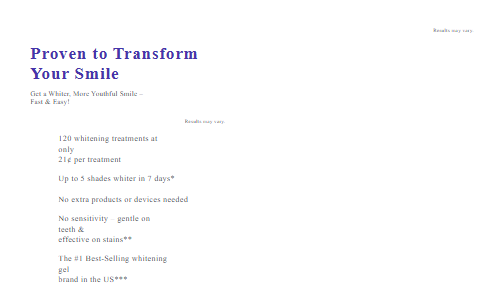 Results may vary.
Proven to Transform
Your Smile
Get a Whiter, More Youthful Smile –
Fast & Easy!
Results may vary.
120 whitening treatments at
only
21¢ per treatment
Up to 5 shades whiter in 7 days*
No extra products or devices needed
No sensitivity – gentle on
teeth &
effective on stains**
The #1 Best-Selling whitening
gel
brand in the US***